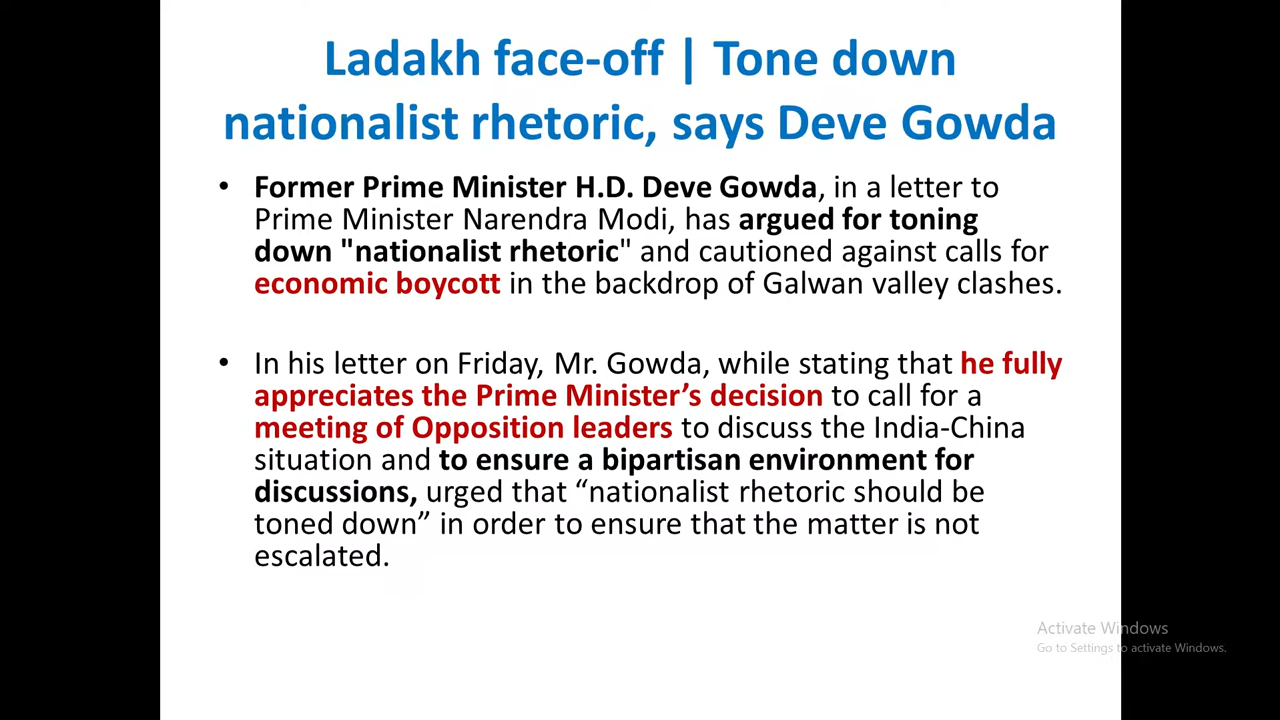 Ladakh face-off | Tone down
nationalist rhetoric, says Deve Gowda
• Former Prime Minister H.D. Deve Gowda, in a letter to
Prime Minister Narendra Modi, has argued for toning
down "nationalist rhetoric" and cautioned against calls for
economic boycott in the backdrop of Galwan valley clashes.
• In his letter on Friday, Mr. Gowda, while stating that he fully
appreciates the Prime Minister’s decision to call for a
meeting of Opposition leaders to discuss the India-China
situation and to ensure a bipartisan environment for
discussions, urged that “nationalist rhetoric should be
toned down” in order to ensure that the matter is not
escalated.
Activate Windows
Go to Settings to activate Windows.